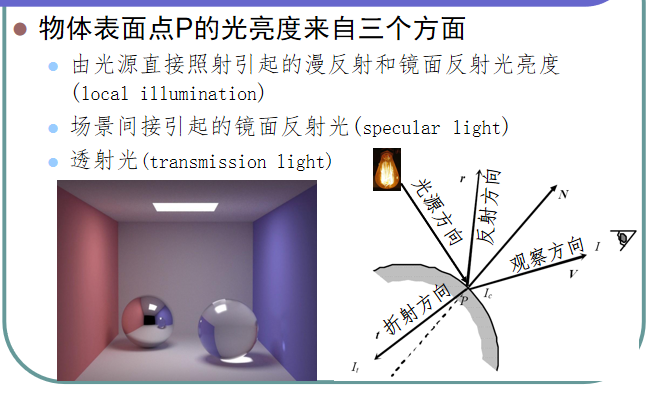 物体表面点P的光亮度来自三个方面
由光源直接照射引起的漫反射和镜面反射光亮度
(local illumination)
场景间接引起的镜面反射光(specular light)
透射光(transmission light)
光源方向
r
反射方向
N
观察方向
I
V
折射方向
P
Ic
t
It